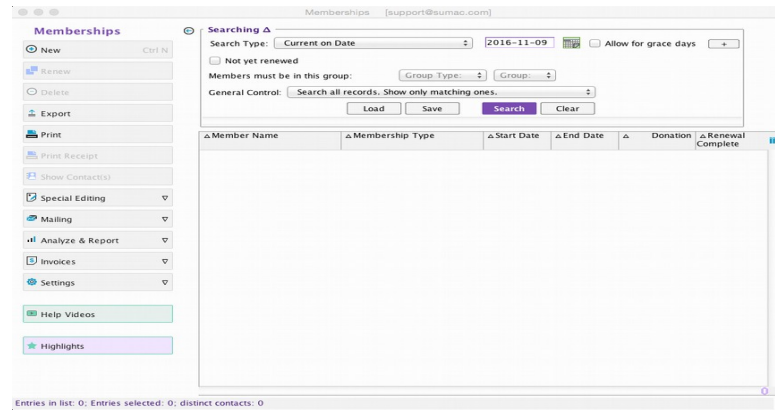 Memberships [support@sumac.com]
Memberships
New Ctrl N
Renew
Delete
Export
Print
Print Receipt
Show Contact(s)
Special Editing
Mailing
Analyze & Report
Invoices
Settings
Help Videos
Highlights
Searching
Search Type: Current on Date 2016-11-09 Allow for grace days +
Not yet renewed
Members must be in this group: Group Type: Group:
General Control: Search all records. Show only matching ones.
Load Save Search Clear
Member Name Membership Type Start Date End Date Donation Renewal
Complete
0
Entries in list: 0; Entries selected: 0; distinct contacts: 0